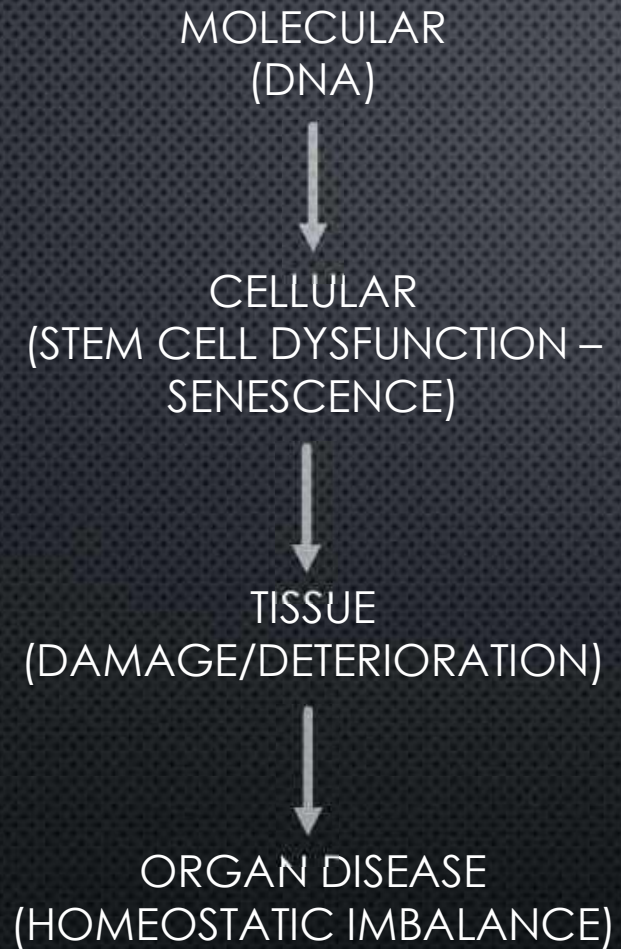 MOLECULAR
(DNA)
CELLULAR
(STEM CELL DYSFUNCTION –
SENESCENCE)
TISSUE
(DAMAGE/DETERIORATION)
ORGAN DISEASE
(HOMEOSTATIC IMBALANCE)